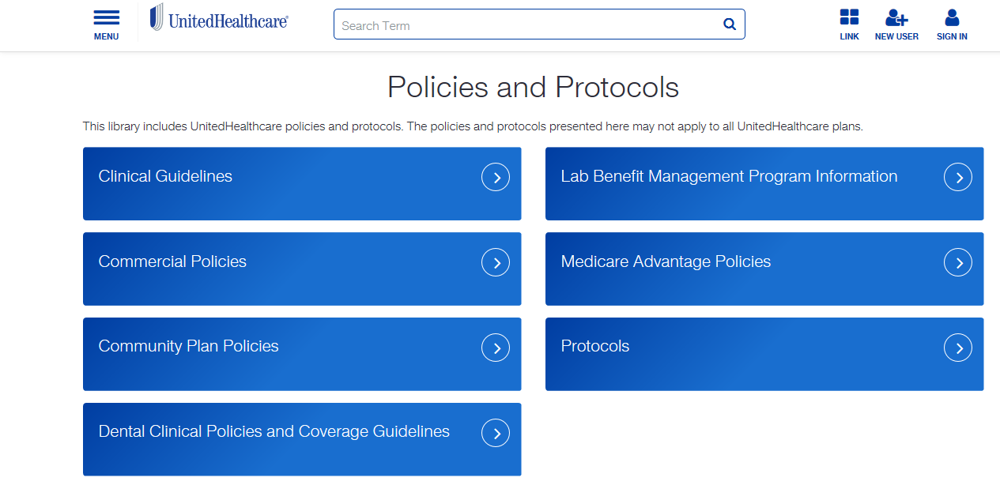 MENU
UnitedHealthcare®
Search Term
LINK
NEW USER
SIGN IN
Policies and Protocols
This library includes UnitedHealthcare policies and protocols. The policies and protocols presented here may not apply to all UnitedHealthcare plans.
Clinical Guidelines
Lab Benefit Management Program Information
Commercial Policies
Medicare Advantage Policies
Community Plan Policies
Protocols
Dental Clinical Policies and Coverage Guidelines